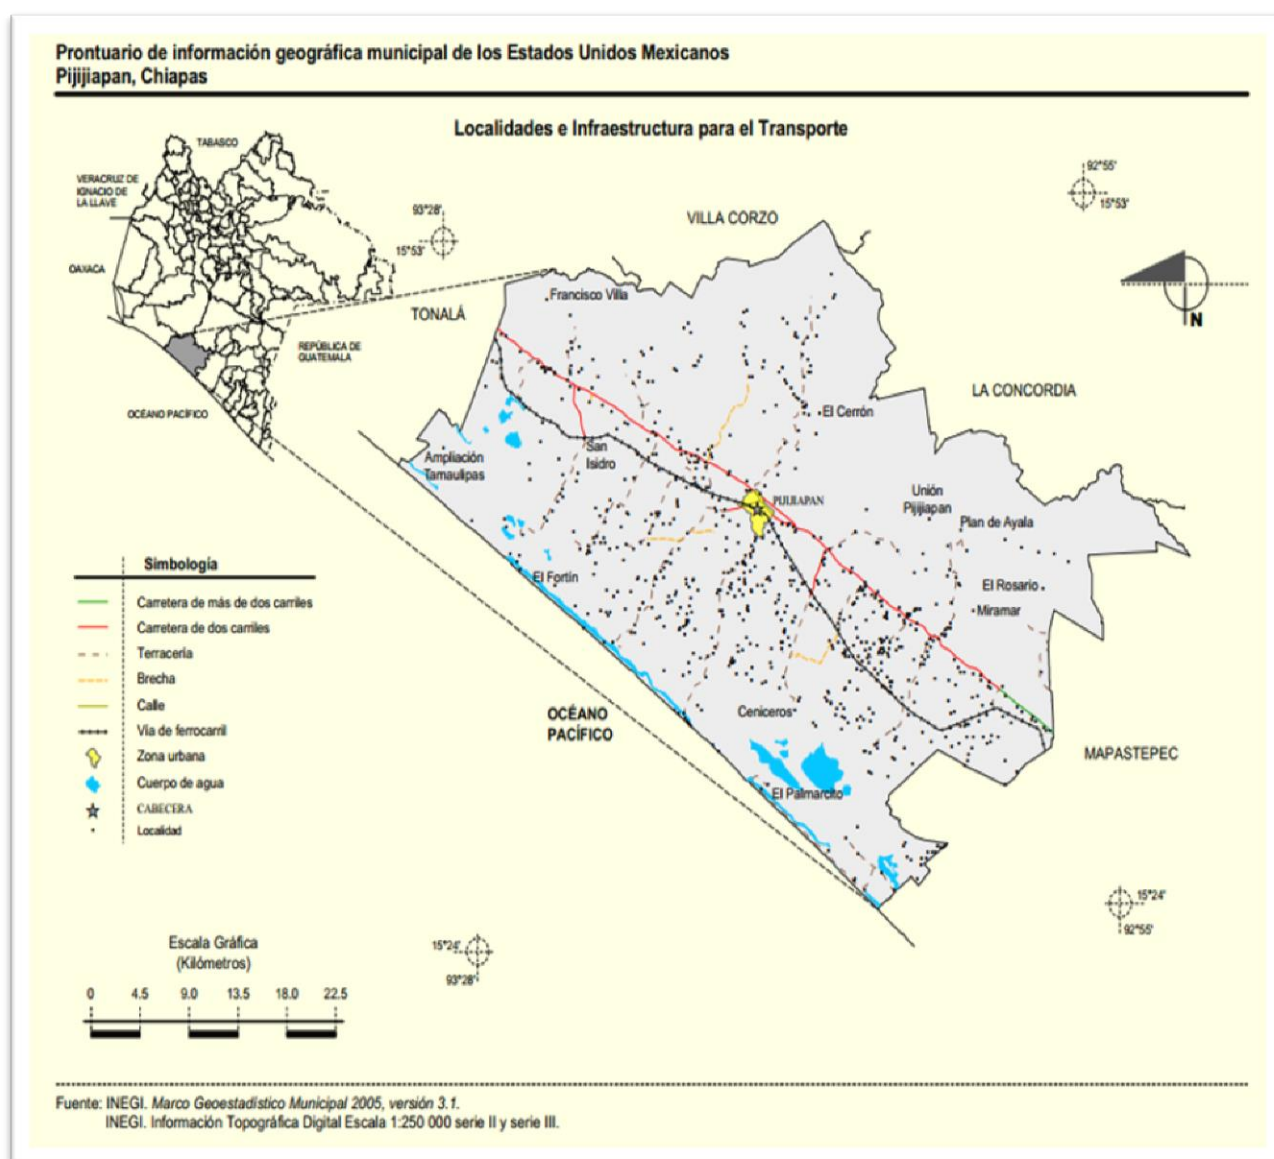 Prontuario de información geográfica municipal de los Estados Unidos Mexicanos
Pijijiapan, Chiapas
Localidades e Infraestructura para el Transporte
TABASCO
VERACRUZ DE
IGNACIO DE
LA LLAVE
OAXACA
REPÚBLICA DE
GUATEMALA
OCÉANO PACÍFICO
93°28'
15°53'
92°55'
15°53'
N
VILLA CORZO
TONALÁ
LA CONCORDIA
MAPASTEPEC
Francisco Villa
El Cerrón
San
Isidro
Ampliación
Tamaulipas
PIJIJIAPAN
Unión
Pijijiapan
Plan de Ayala
El Rosario
Miramar
El Fortín
Ceniceros
El Palmarcito
OCÉANO
PACÍFICO
Simbología
Carretera de más de dos carriles
Carretera de dos carriles
Terracería
Brecha
Calle
Vía de ferrocarril
Zona urbana
Cuerpo de agua
CABECERA
Localidad
15°24'
93°28'
15°24'
92°55'
Escala Gráfica
(Kilómetros)
0 4.5 9.0 13.5 18.0 22.5
Fuente: INEGI. Marco Geoestadístico Municipal 2005, versión 3.1.
INEGI. Información Topográfica Digital Escala 1:250 000 serie II y serie III.